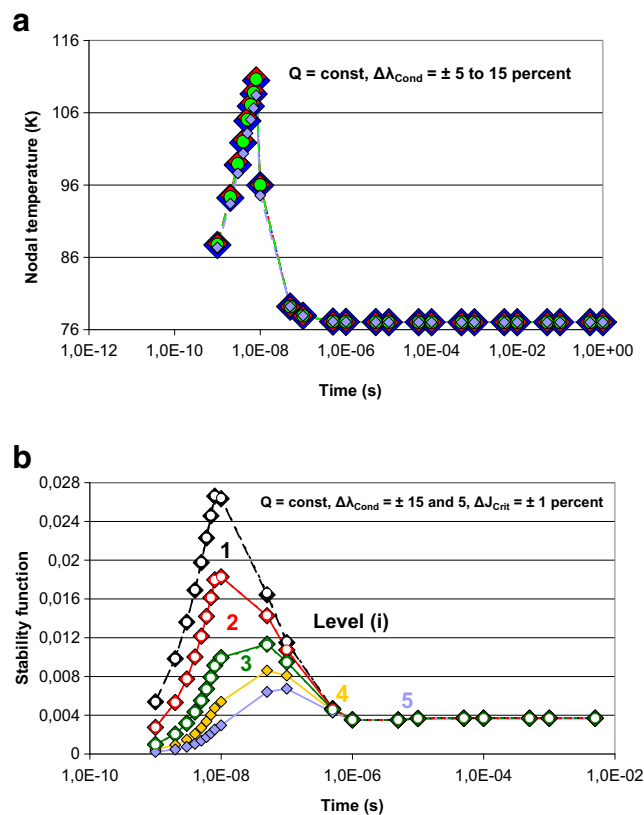 a
116
106
96
86
76
Nodal temperature (K)
Q = const, Δλ_Cond = ± 5 to 15 percent
1,0E-12 1,0E-10 1,0E-08 1,0E-06 1,0E-04 1,0E-02 1,0E+00
Time (s)
b
0,028
0,024
0,02
0,016
0,012
0,008
0,004
0
Stability function
Q = const, Δλ_Cond = ± 15 and 5, ΔJ_Crit = ± 1 percent
1
2
Level (i)
3
4
5
1,0E-10 1,0E-08 1,0E-06 1,0E-04 1,0E-02
Time (s)